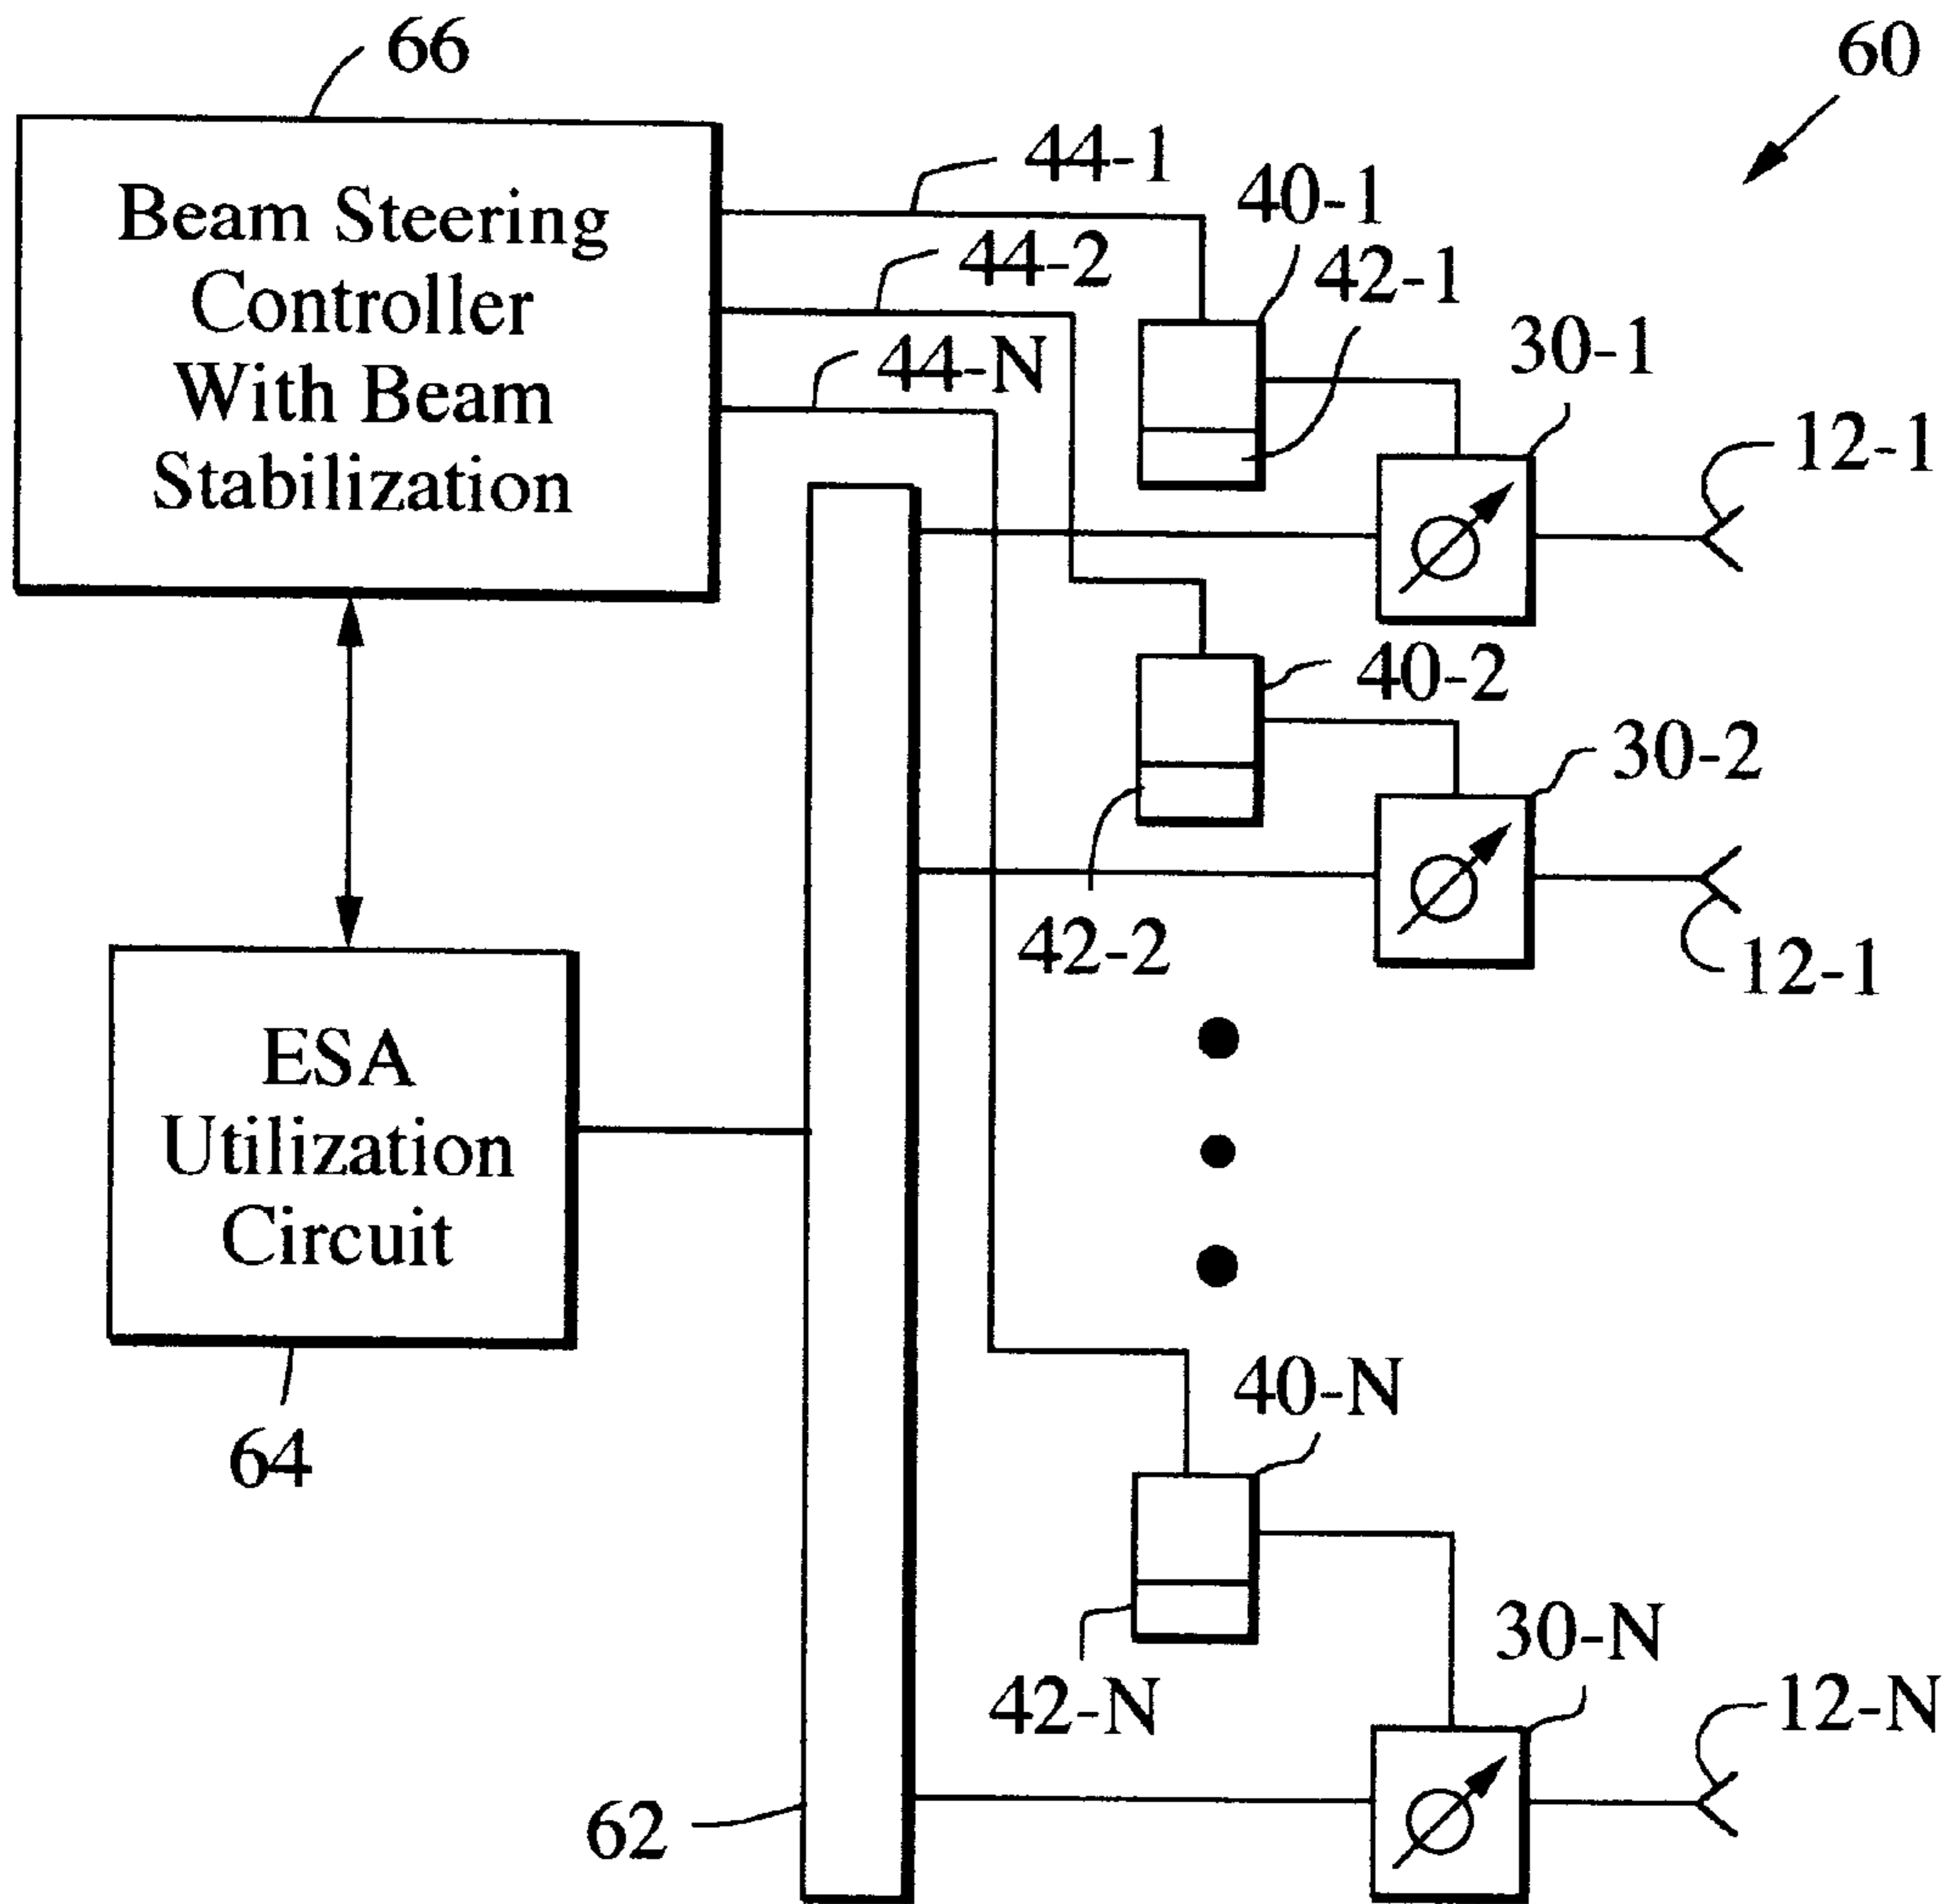 66
60
44-1
40-1
Beam Steering
Controller
With Beam
Stabilization
44-2
42-1
44-N
30-1
12-1
40-2
30-2
42-2
12-1
ESA
Utilization
Circuit
64
40-N
42-N
30-N
12-N
62